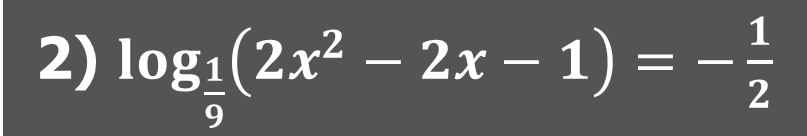 2) log_{1/9}(2x² − 2x − 1) = −1/2